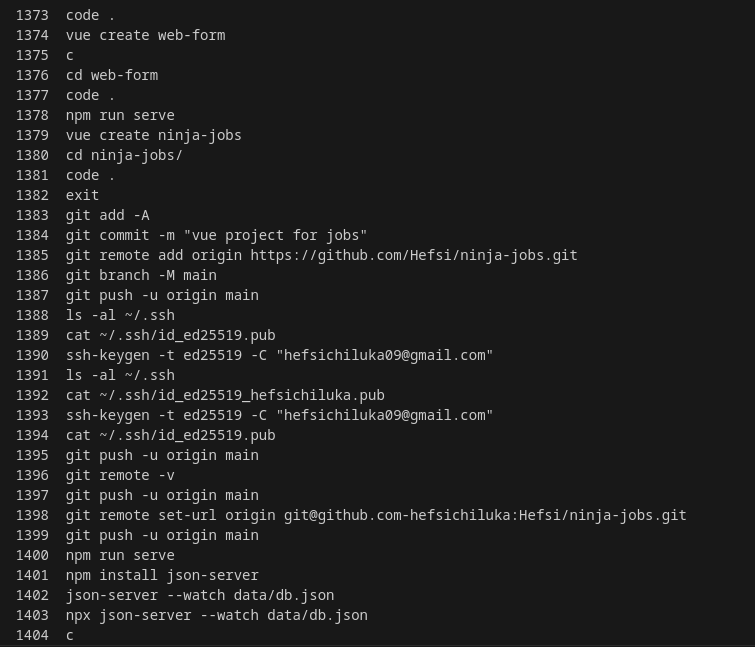 1373 code .
1374 vue create web-form
1375 c
1376 cd web-form
1377 code .
1378 npm run serve
1379 vue create ninja-jobs
1380 cd ninja-jobs/
1381 code .
1382 exit
1383 git add -A
1384 git commit -m "vue project for jobs"
1385 git remote add origin https://github.com/Hefsi/ninja-jobs.git
1386 git branch -M main
1387 git push -u origin main
1388 ls -al ~/.ssh
1389 cat ~/.ssh/id_ed25519.pub
1390 ssh-keygen -t ed25519 -C "hefsichiluka09@gmail.com"
1391 ls -al ~/.ssh
1392 cat ~/.ssh/id_ed25519_hefsichiluka.pub
1393 ssh-keygen -t ed25519 -C "hefsichiluka09@gmail.com"
1394 cat ~/.ssh/id_ed25519.pub
1395 git push -u origin main
1396 git remote -v
1397 git push -u origin main
1398 git remote set-url origin git@github.com-hefsichiluka:Hefsi/ninja-jobs.git
1399 git push -u origin main
1400 npm run serve
1401 npm install json-server
1402 json-server --watch data/db.json
1403 npx json-server --watch data/db.json
1404 c